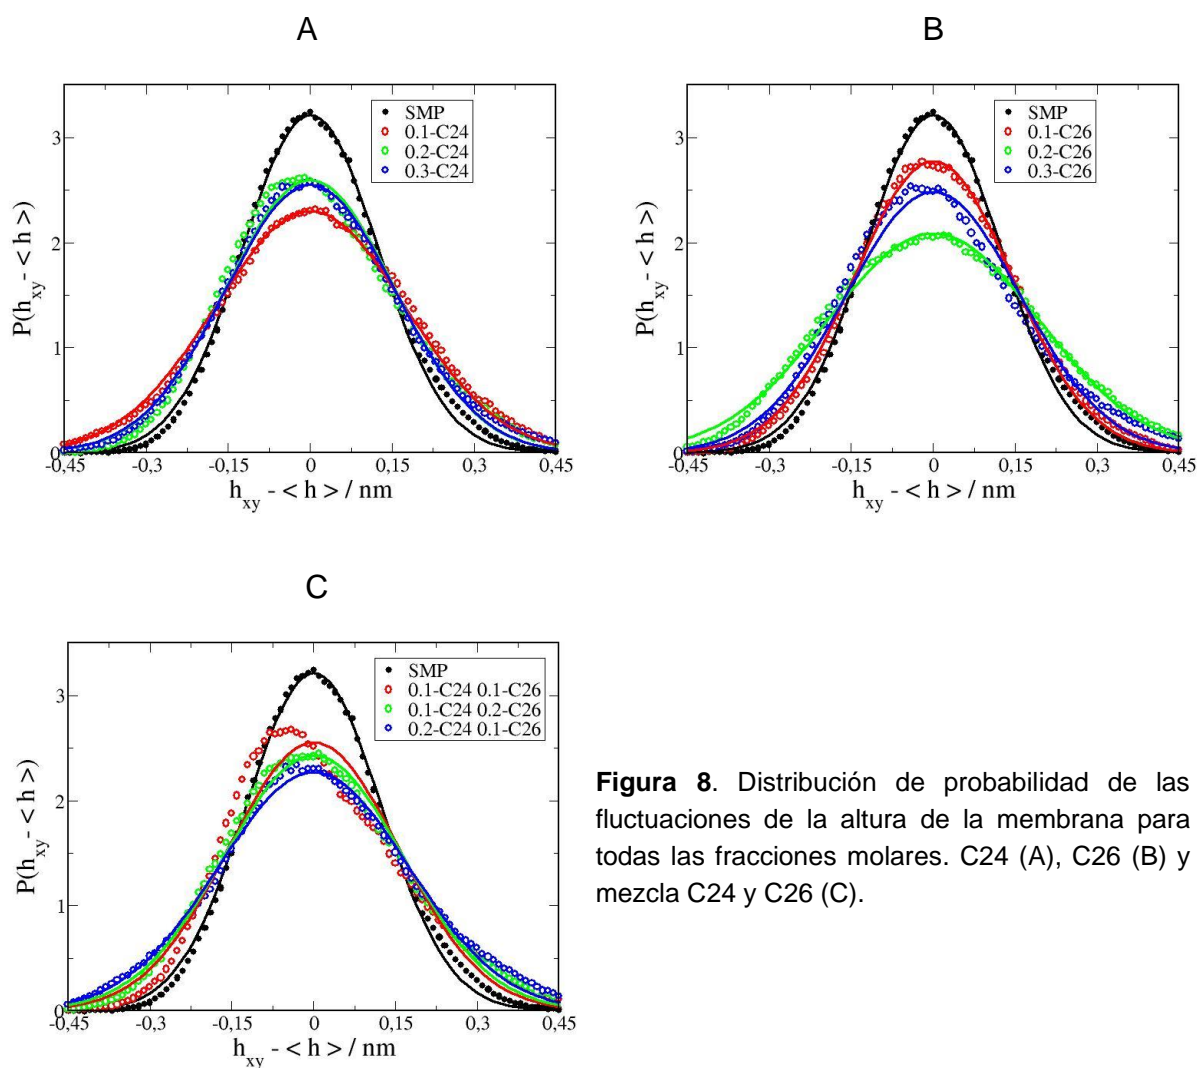 A
SMP
0.1-C24
0.2-C24
0.3-C24
3
2
1
0
-0,45 -0,3 -0,15 0 0,15 0,3 0,45
P(h_xy - < h >)
h_xy - < h > / nm
B
SMP
0.1-C26
0.2-C26
0.3-C26
3
2
1
0
-0,45 -0,3 -0,15 0 0,15 0,3 0,45
P(h_xy - < h >)
h_xy - < h > / nm
C
SMP
0.1-C24 0.1-C26
0.1-C24 0.2-C26
0.2-C24 0.1-C26
3
2
1
0
-0,45 -0,3 -0,15 0 0,15 0,3 0,45
P(h_xy - < h >)
h_xy - < h > / nm
Figura 8. Distribución de probabilidad de las
fluctuaciones de la altura de la membrana para
todas las fracciones molares. C24 (A), C26 (B) y
mezcla C24 y C26 (C).